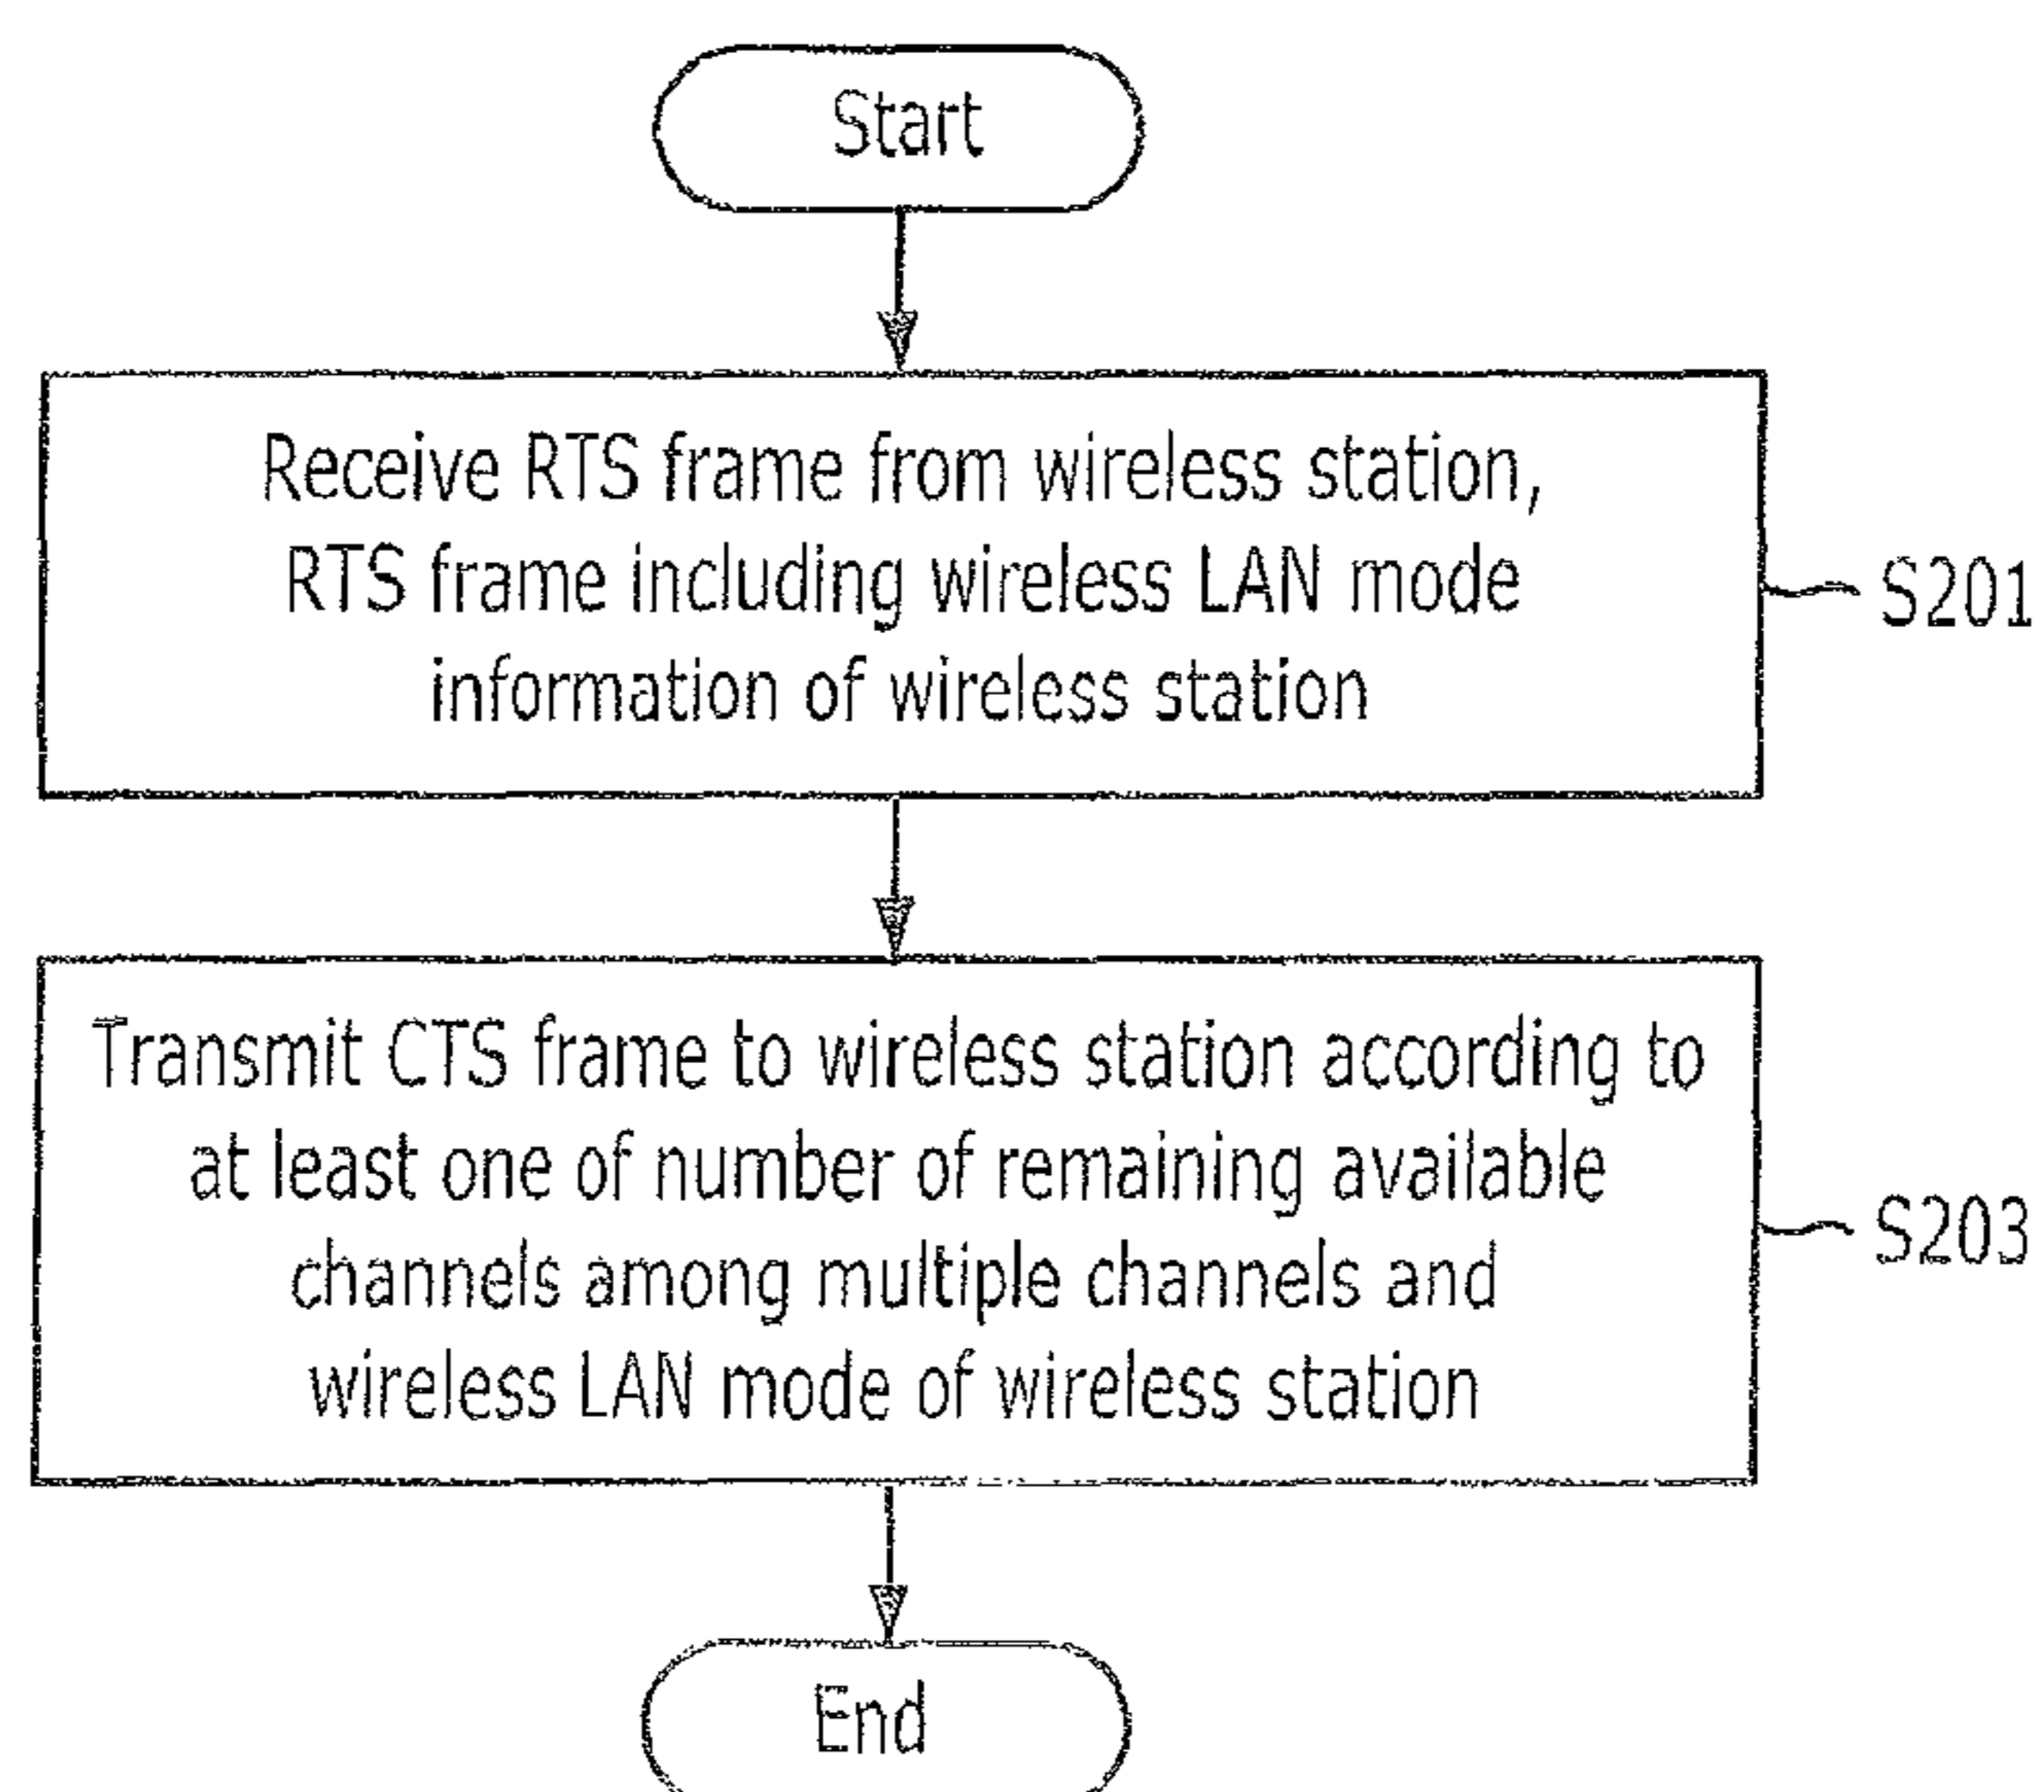 Start
Receive RTS frame from wireless station,
RTS frame including wireless LAN mode
information of wireless station
S201
Transmit CTS frame to wireless station according to
at least one of number of remaining available
channels among multiple channels and
wireless LAN mode of wireless station
S203
End